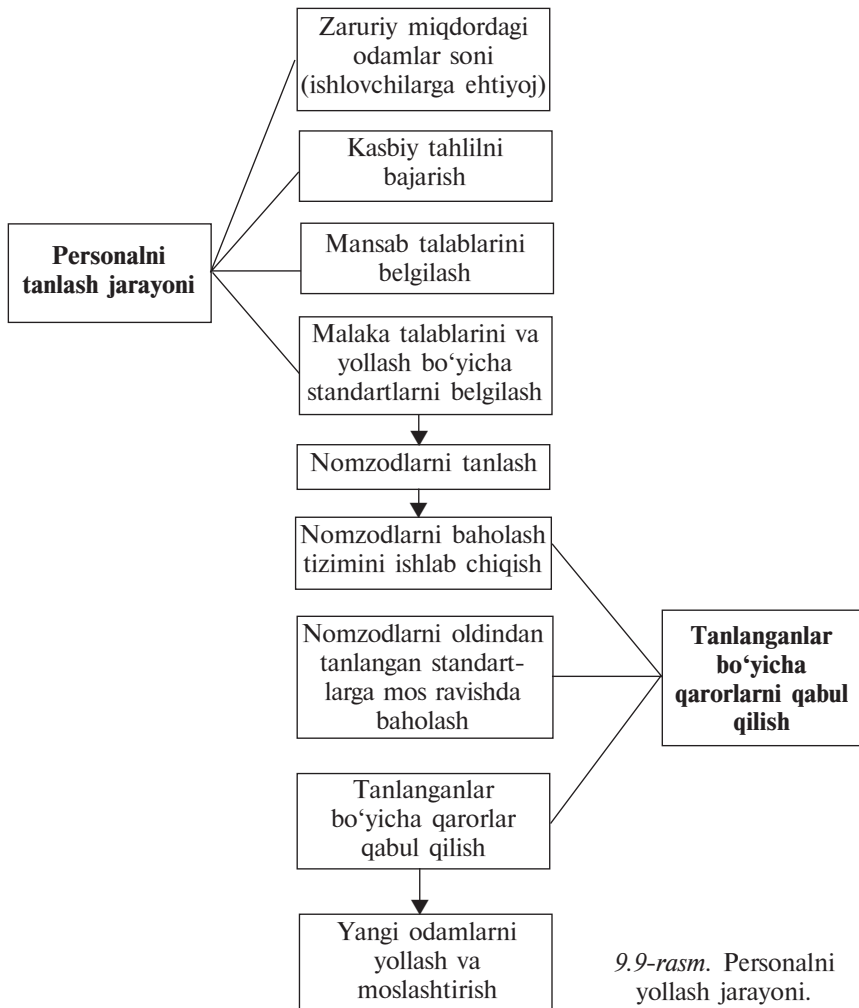 Zaruriy miqdordagi
odamlar soni
(ishlovchilarga ehtiyoj)
Kasbiy tahlilni
bajarish
Personalni
tanlash jarayoni
Mansab talablarini
belgilash
Malaka talablarini va
yollash bo‘yicha
standartlarni belgilash
Nomzodlarni tanlash
Nomzodlarni baholash
tizimini ishlab chiqish
Nomzodlarni oldindan
tanlangan standart-
larga mos ravishda
baholash
Tanlanganlar
bo‘yicha
qarorlarni qabul
qilish
Tanlanganlar
bo‘yicha qarorlar
qabul qilish
Yangi odamlarni
yollash va
moslashtirish
9.9-rasm. Personalni
yollash jarayoni.